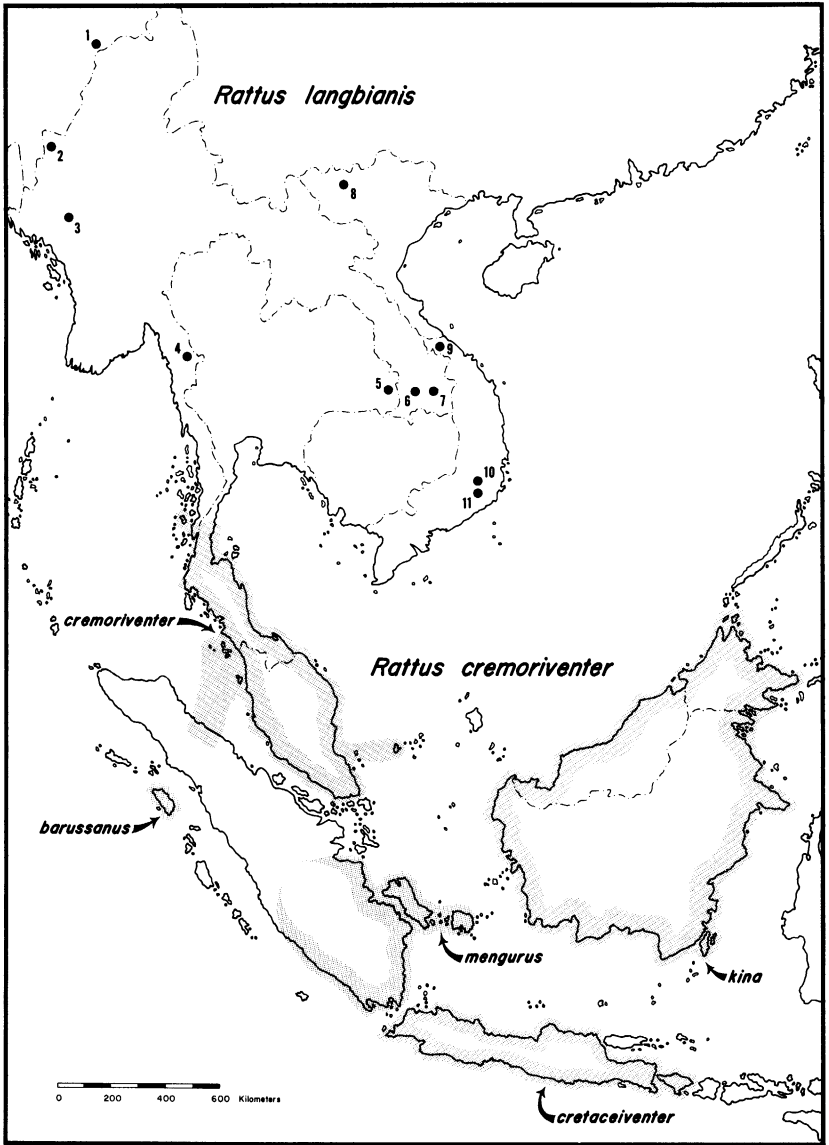 1
Rattus langbianis
2
3
8
9
4
5
6
7
10
11
cremoriventer
Rattus cremoriventer
barussanus
mengurus
kina
0 200 400 600 Kilometers
cretaceiventer